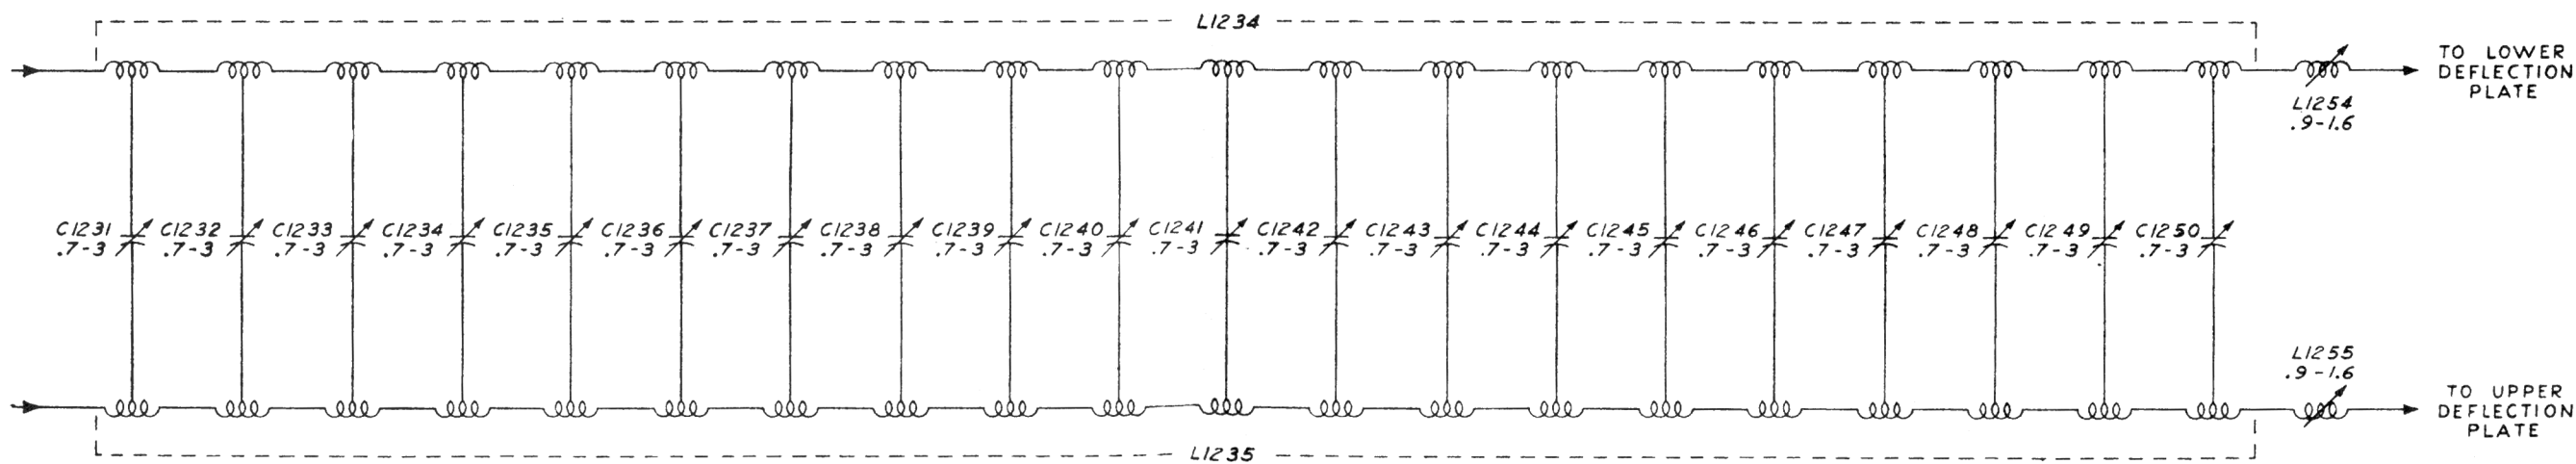 L1234
TO LOWER
DEFLECTION
PLATE
L1254
.9-1.6
C1231
.7-3
C1232
.7-3
C1233
.7-3
C1234
.7-3
C1235
.7-3
C1236
.7-3
C1237
.7-3
C1238
.7-3
C1239
.7-3
C1240
.7-3
C1241
.7-3
C1242
.7-3
C1243
.7-3
C1244
.7-3
C1245
.7-3
C1246
.7-3
C1247
.7-3
C1248
.7-3
C1249
.7-3
C1250
.7-3
L1255
.9-1.6
TO UPPER
DEFLECTION
PLATE
L1235